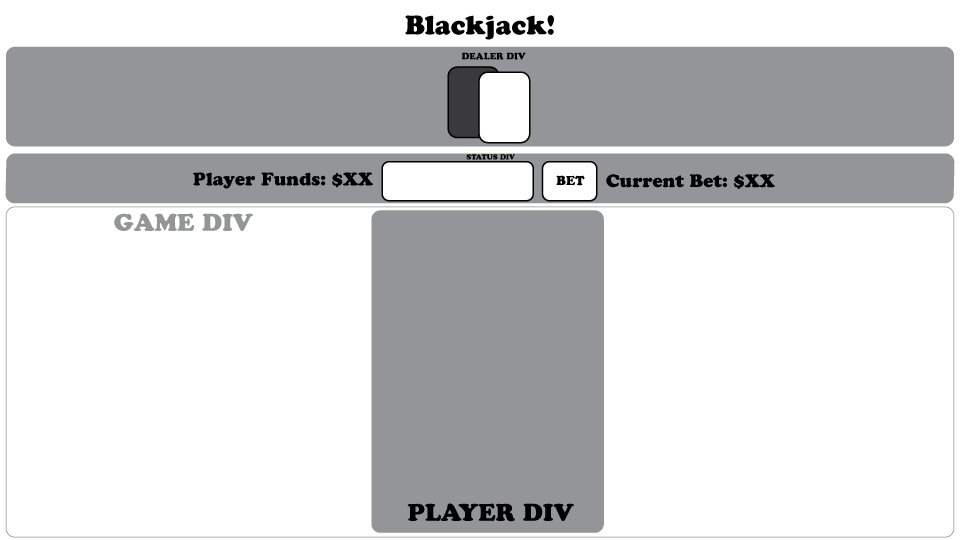 Blackjack!
DEALER DIV
STATUS DIV
Player Funds: $XX
BET
Current Bet: $XX
GAME DIV
PLAYER DIV